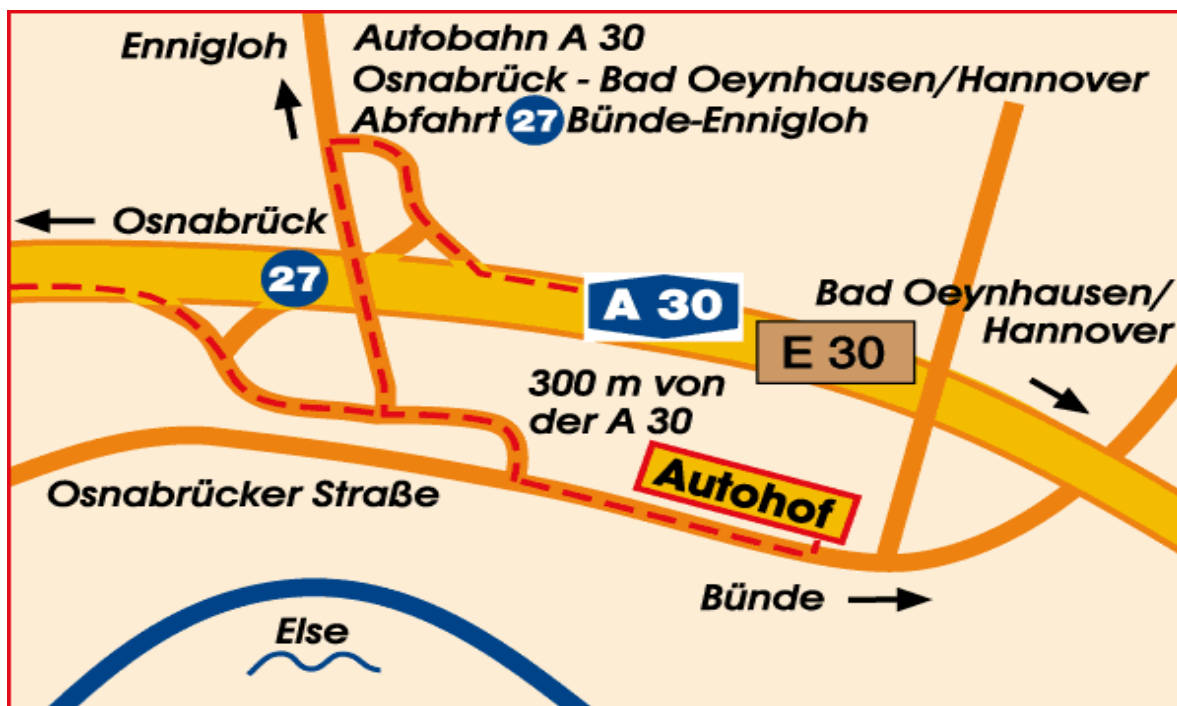 Ennigloh
Autobahn A 30
Osnabrück - Bad Oeynhausen/Hannover
Abfahrt 27 Bünde-Ennigloh
Osnabrück
27
A 30
Bad Oeynhausen/
Hannover
E 30
300 m von
der A 30
Autohof
Osnabrücker Straße
Bünde
Else